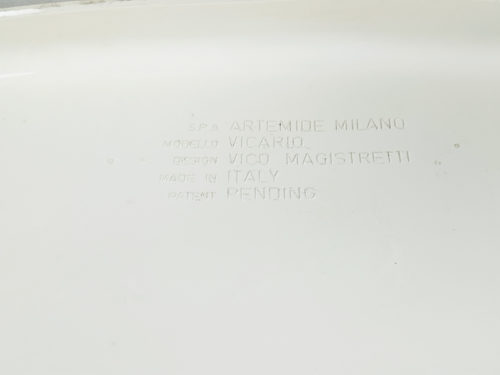 S.P.A. ARTEMIDE MILANO
MODELLO VICARIO
DESIGN VICO MAGISTRETTI
MADE IN ITALY
PATENT PENDING